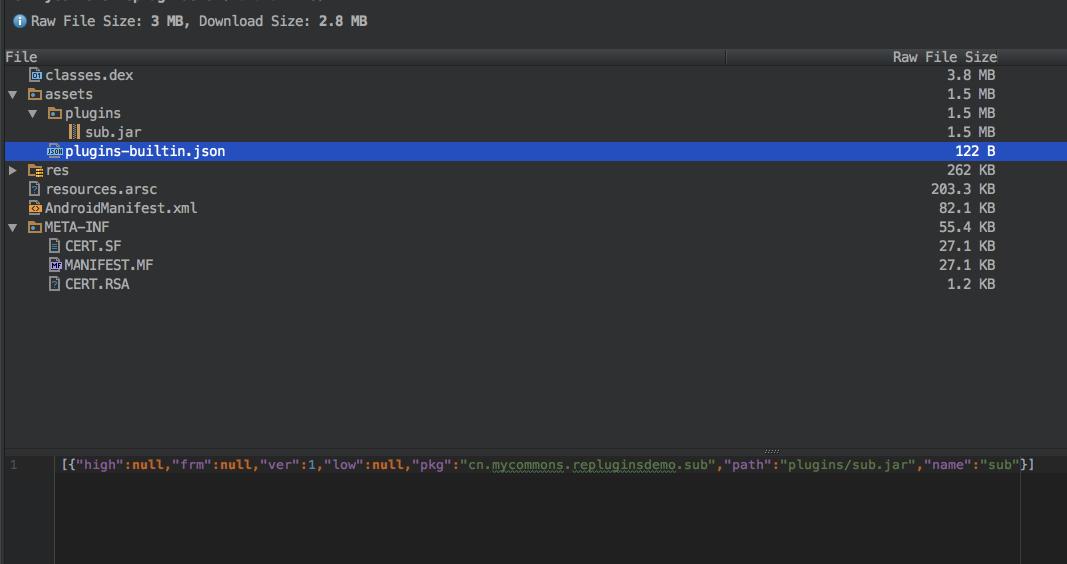 Raw File Size: 3 MB, Download Size: 2.8 MB
File Raw File Size
classes.dex 3.8 MB
assets 1.5 MB
plugins 1.5 MB
sub.jar 1.5 MB
plugins-builtin.json 122 B
res 262 KB
resources.arsc 203.3 KB
AndroidManifest.xml 82.1 KB
META-INF 55.4 KB
CERT.SF 27.1 KB
MANIFEST.MF 27.1 KB
CERT.RSA 1.2 KB
1 [{"high":null,"frm":null,"ver":1,"low":null,"pkg":"cn.mycommons.repluginsdemo.sub","path":"plugins/sub.jar","name":"sub"}]